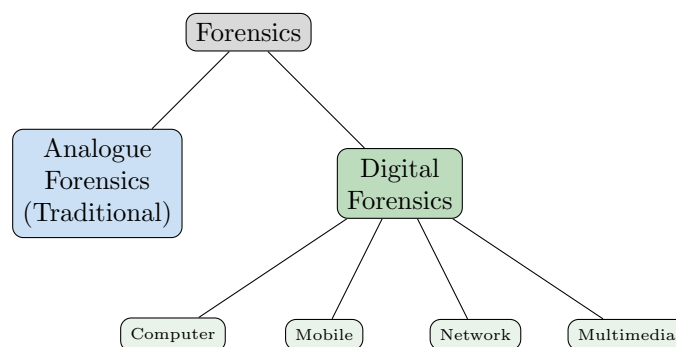 Forensics
Analogue
Forensics
(Traditional)
Digital
Forensics
Computer
Mobile
Network
Multimedia